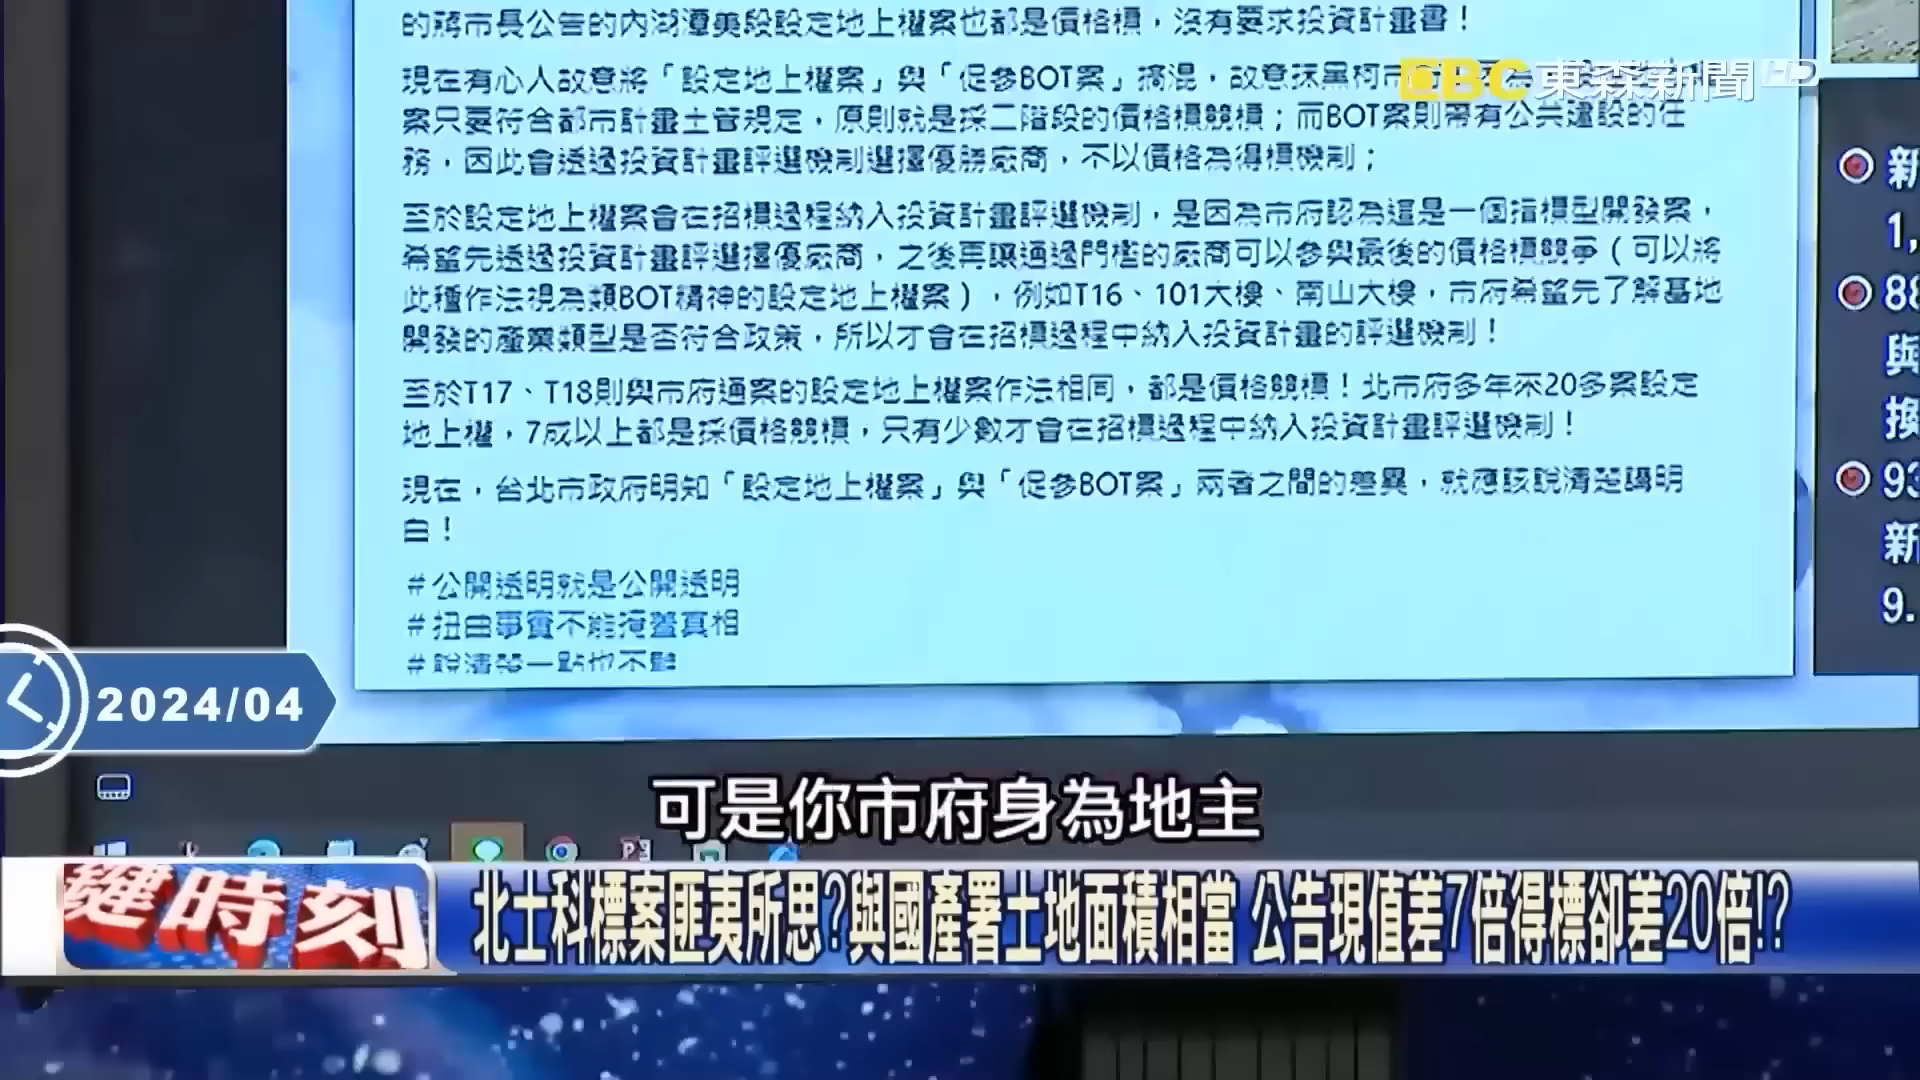 的蔣市長公告的內湖潭美段設定地上權案也都是價格標，沒有要求投資計畫書！
EBC 東森新聞 HD
現在有心人故意將「設定地上權案」與「促參BOT案」搞混，故意抹黑柯市
案只要符合都市計畫土管規定，原則就是採二階段的價格標競標；而BOT案則帶有公共建設的任
務，因此會透過投資計畫評選機制選擇優勝廠商，不以價格為得標機制；
至於設定地上權案會在招標過程納入投資計畫評選機制，是因為市府認為這是一個指標型開發案，
希望先透過投資計畫評選擇優廠商，之後再讓通過門檻的廠商可以參與最後的價格標競爭（可以將
此種作法視為類BOT精神的設定地上權案），例如T16、101大樓、南山大樓，市府希望先了解基地
開發的產業類型是否符合政策，所以才會在招標過程中納入投資計畫的評選機制！
至於T17、T18則與市府通案的設定地上權案作法相同，都是價格競標！北市府多年來20多案設定
地上權，7成以上都是採價格競標，只有少數才會在招標過程中納入投資計畫評選機制！
現在，台北市政府明知「設定地上權案」與「促參BOT案」兩者之間的差異，就應該說清楚講明
白！
#公開透明就是公開透明
#扭曲事實不能掩蓋真相
#說清楚一點也不難
新
1,
88
與
換
93
新
9.
2024/04
可是你市府身為地主
鍵時刻
北士科標案匪夷所思?與國產署土地面積相當 公告現值差7倍得標卻差20倍!?